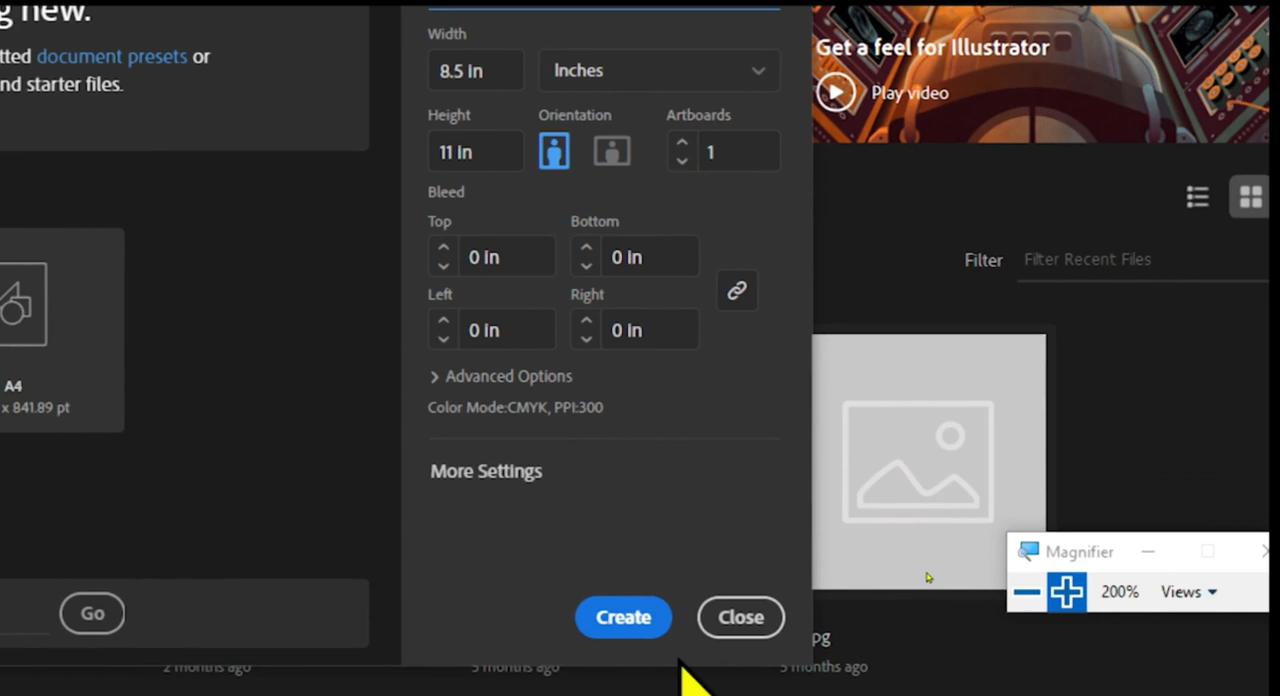 g new.
tted document presets or
nd starter files.
A4
x 841.89 pt
Go
2 months ago
Width
8.5 in
Inches
Height
Orientation
Artboards
11 in
1
Bleed
Top
Bottom
0 in
0 in
Left
Right
0 in
0 in
Advanced Options
Color Mode:CMYK, PPI:300
More Settings
Create
Close
5 months ago
Get a feel for Illustrator
Play video
Filter
Filter Recent Files
Magnifier
200%
Views
pg
5 months ago